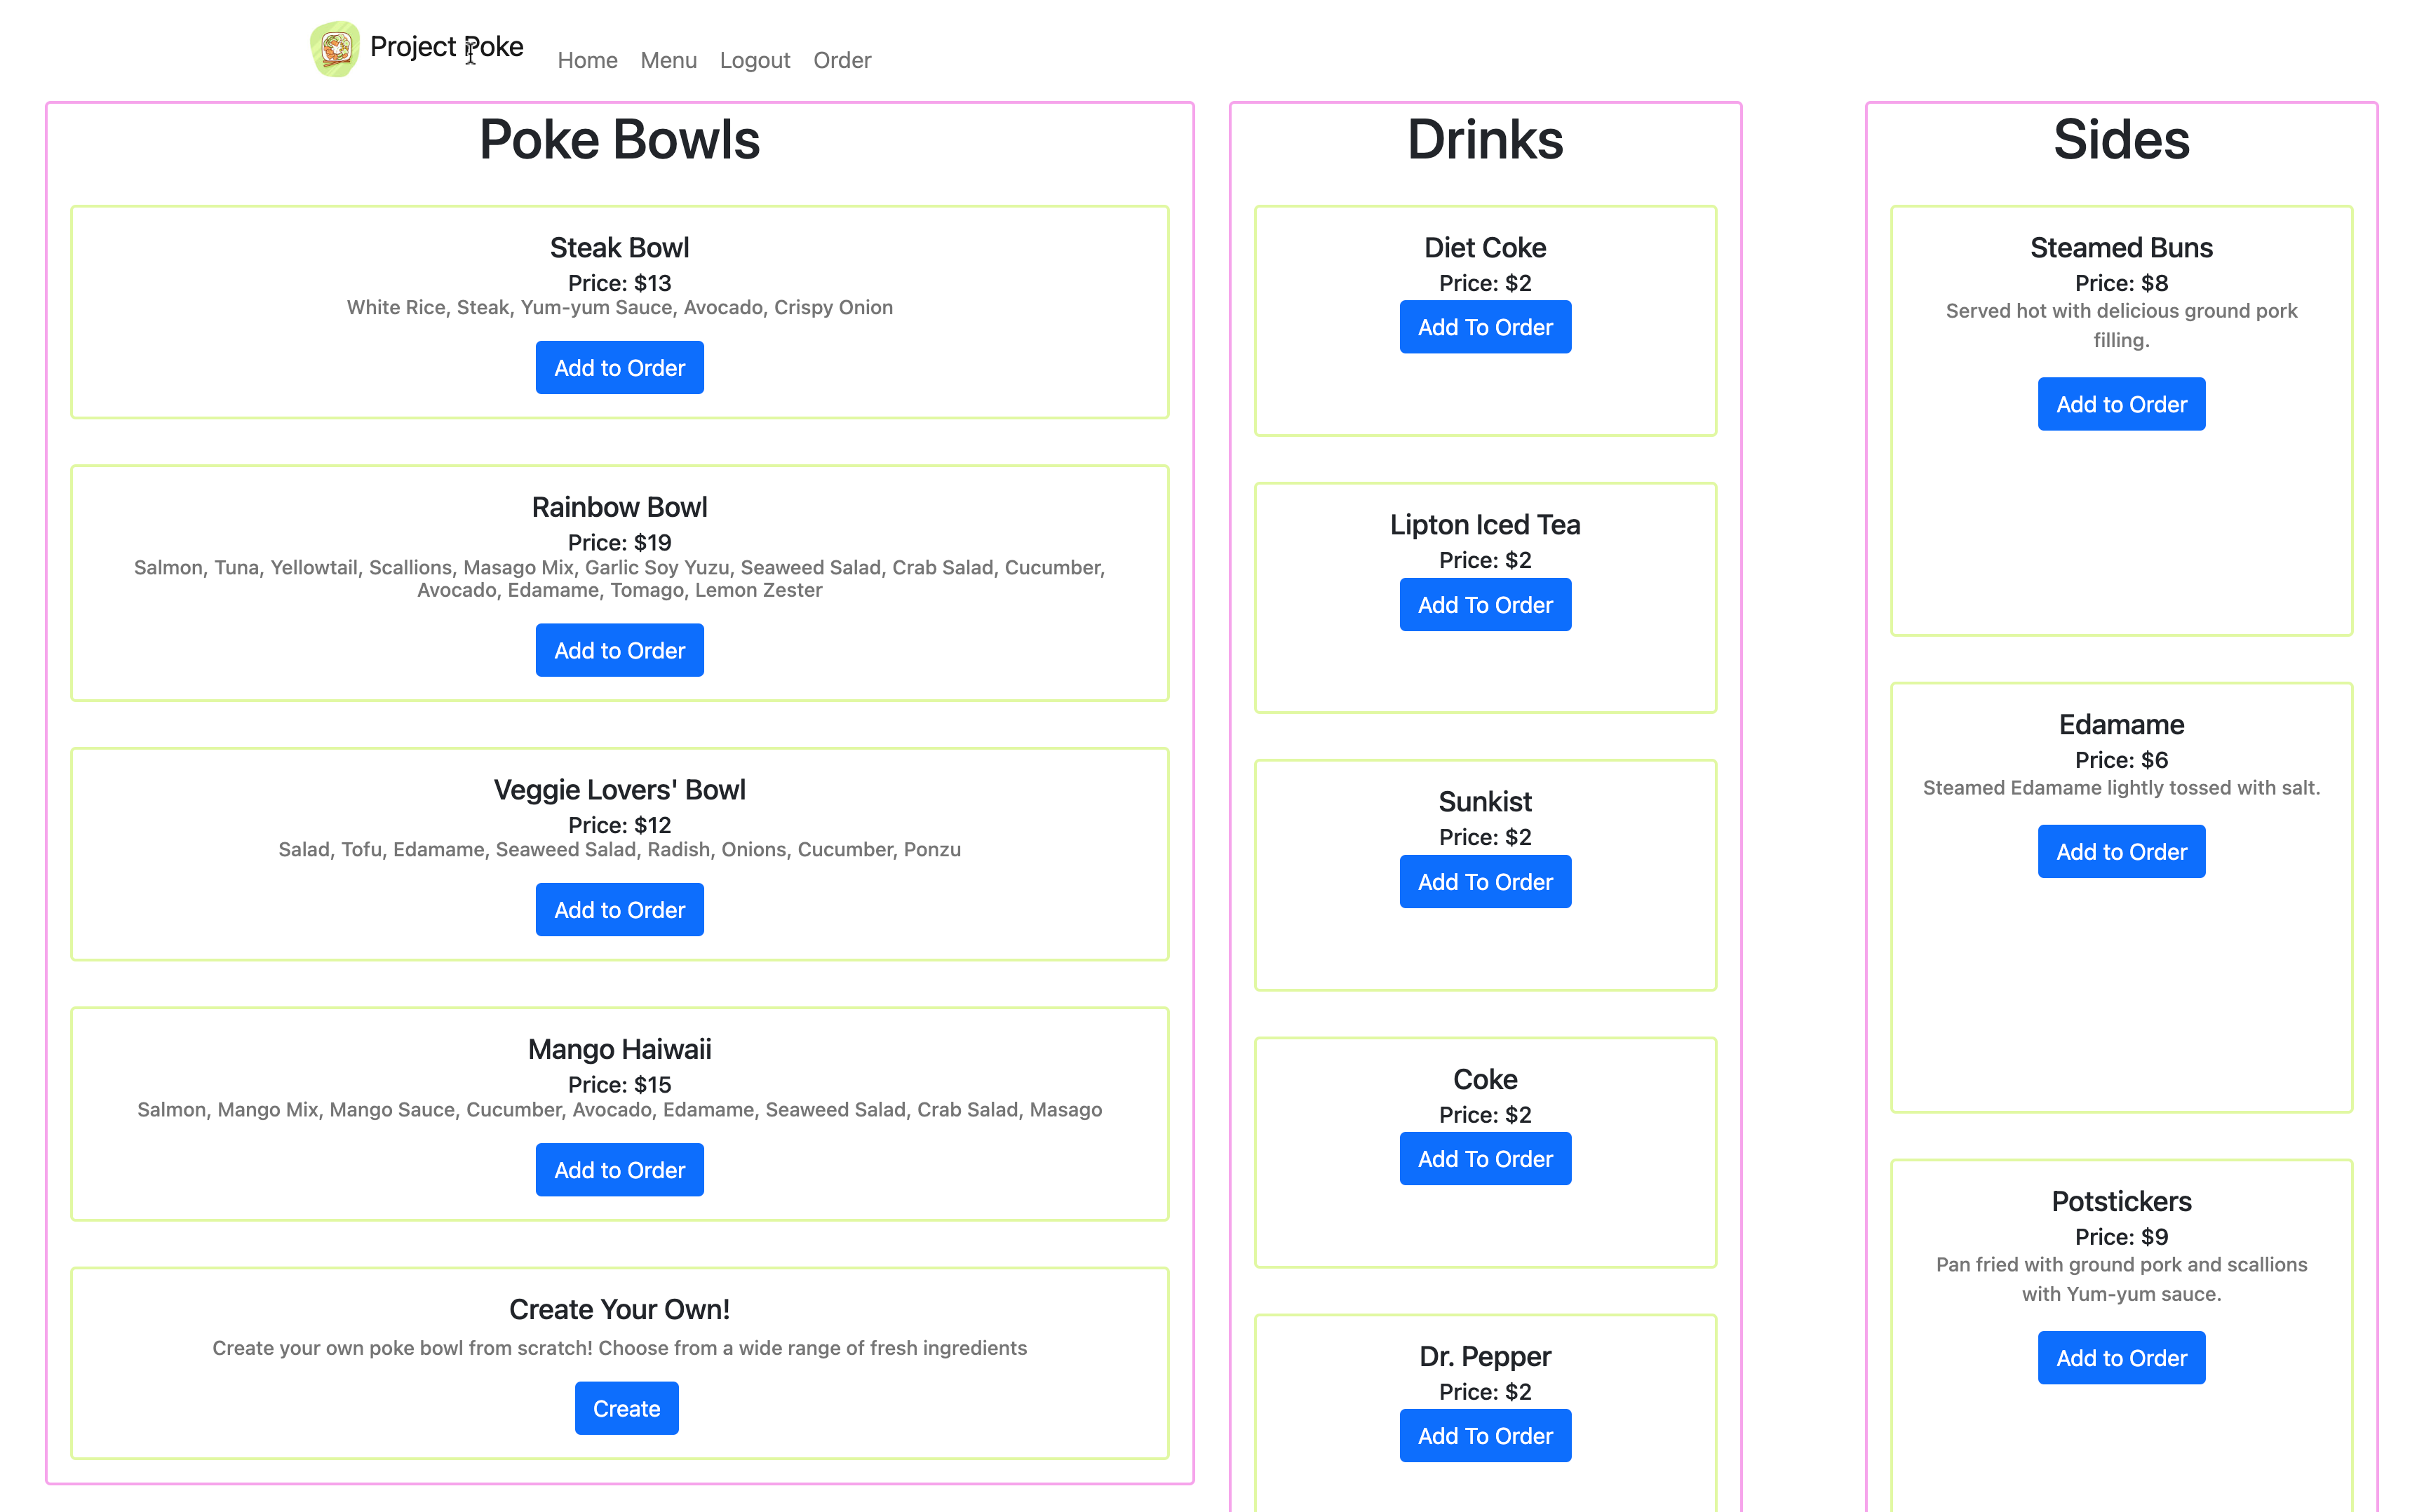 Project Poke
Home Menu Logout Order
Poke Bowls
Steak Bowl
Price: $13
White Rice, Steak, Yum-yum Sauce, Avocado, Crispy Onion
Add to Order
Rainbow Bowl
Price: $19
Salmon, Tuna, Yellowtail, Scallions, Masago Mix, Garlic Soy Yuzu, Seaweed Salad, Crab Salad, Cucumber,
Avocado, Edamame, Tomago, Lemon Zester
Add to Order
Veggie Lovers' Bowl
Price: $12
Salad, Tofu, Edamame, Seaweed Salad, Radish, Onions, Cucumber, Ponzu
Add to Order
Mango Haiwaii
Price: $15
Salmon, Mango Mix, Mango Sauce, Cucumber, Avocado, Edamame, Seaweed Salad, Crab Salad, Masago
Add to Order
Create Your Own!
Create your own poke bowl from scratch! Choose from a wide range of fresh ingredients
Create
Drinks
Diet Coke
Price: $2
Add To Order
Lipton Iced Tea
Price: $2
Add To Order
Sunkist
Price: $2
Add To Order
Coke
Price: $2
Add To Order
Dr. Pepper
Price: $2
Add To Order
Sides
Steamed Buns
Price: $8
Served hot with delicious ground pork
filling.
Add to Order
Edamame
Price: $6
Steamed Edamame lightly tossed with salt.
Add to Order
Potstickers
Price: $9
Pan fried with ground pork and scallions
with Yum-yum sauce.
Add to Order